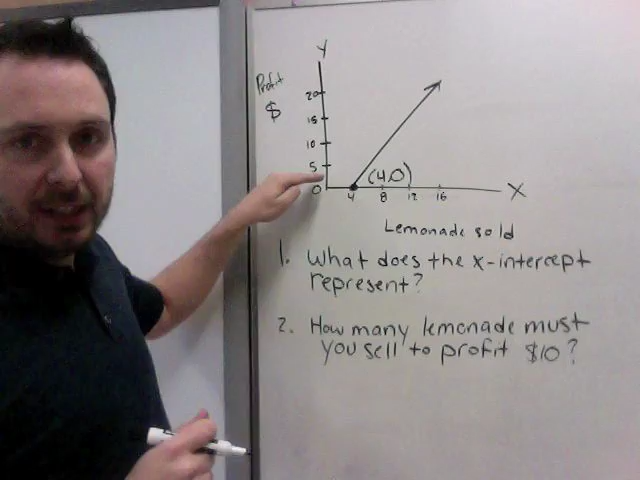 Y
Profit
$
20
15
10
5
0
(4,0)
4 8 12 16
X
Lemonade sold
1. What does the x-intercept
represent?
2. How many lemonade must
you sell to profit $10?